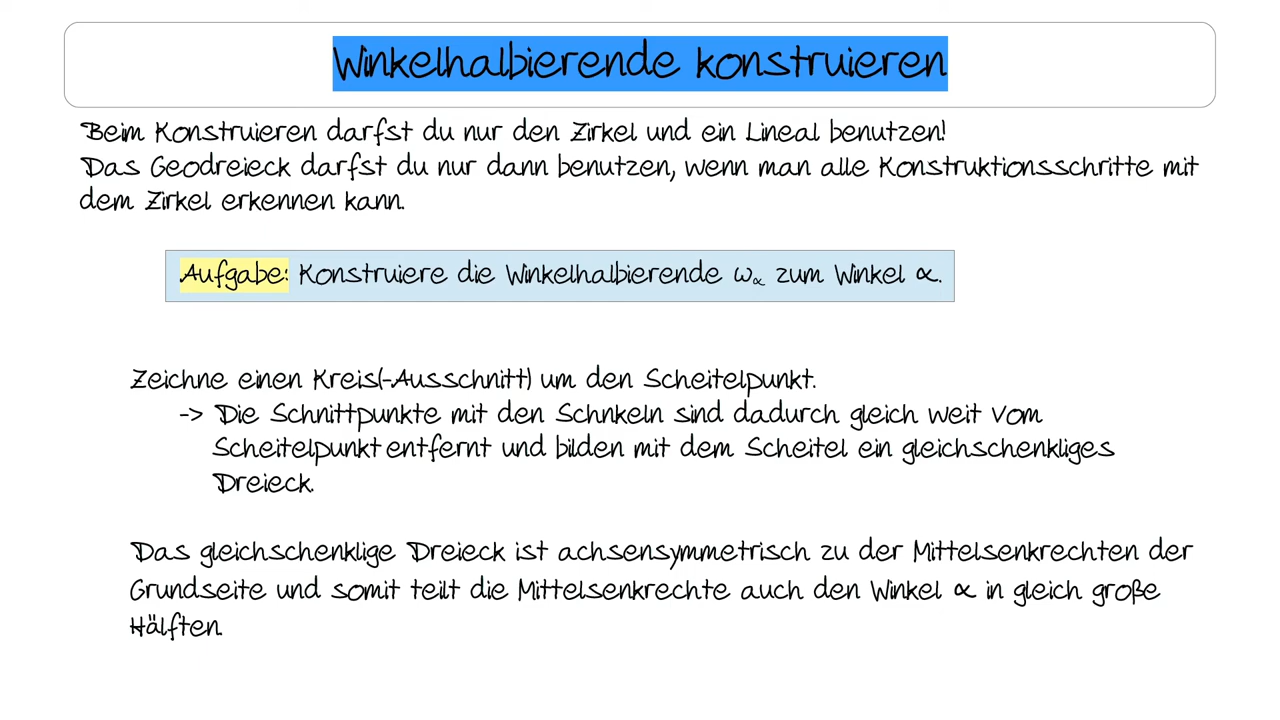 Winkelhalbierende konstruieren
Beim Konstruieren darfst du nur den Zirkel und ein Lineal benutzen!
Das Geodreieck darfst du nur dann benutzen, wenn man alle Konstruktionsschritte mit
dem Zirkel erkennen kann.
Aufgabe: Konstruiere die Winkelhalbierende ωα zum Winkel α.
Zeichne einen Kreis(-Ausschnitt) um den Scheitelpunkt.
-> Die Schnittpunkte mit den Schnkeln sind dadurch gleich weit vom
Scheitelpunkt entfernt und bilden mit dem Scheitel ein gleichschenkliges
Dreieck.
Das gleichschenklige Dreieck ist achsensymmetrisch zu der Mittelsenkrechten der
Grundseite und somit teilt die Mittelsenkrechte auch den Winkel α in gleich große
Hälften.